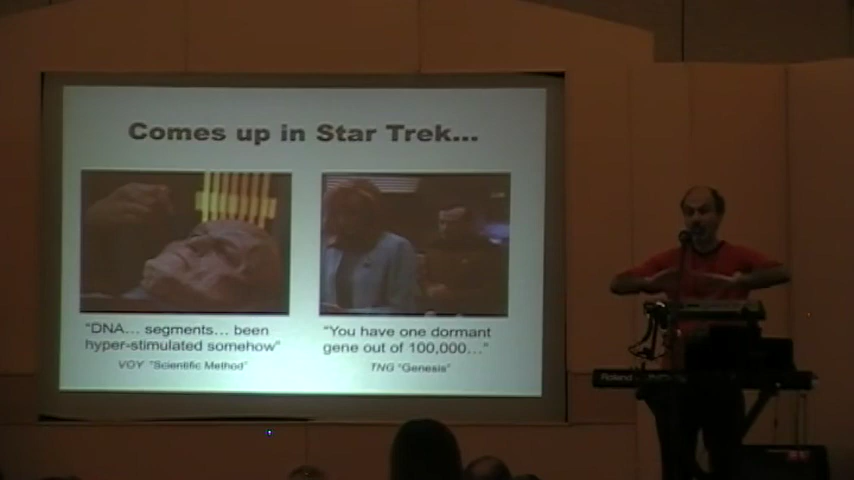 Comes up in Star Trek...
"DNA... segments... been
hyper-stimulated somehow"
VOY "Scientific Method"
"You have one dormant
gene out of 100,000..."
TNG "Genesis"
Roland